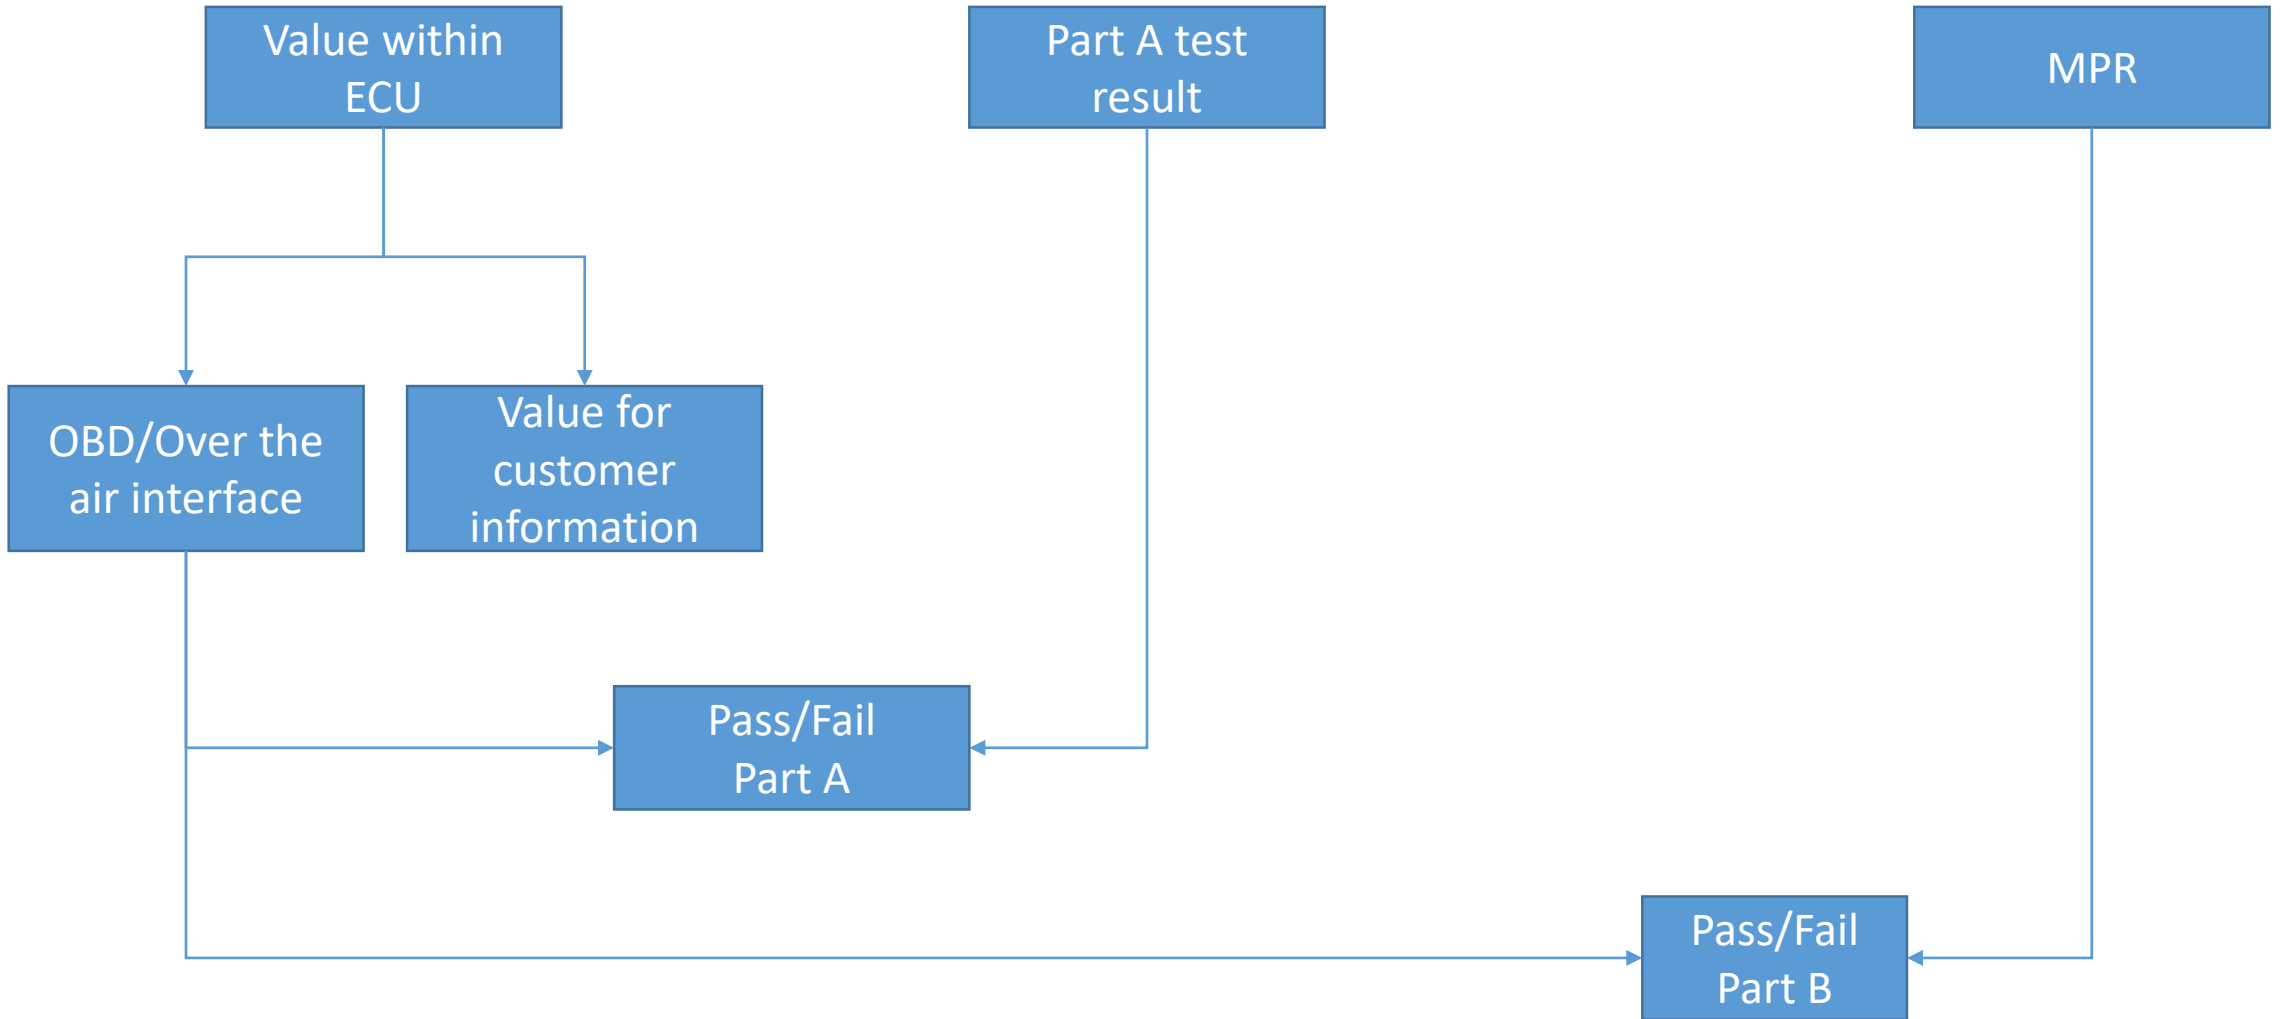 Value within
ECU
Part A test
result
MPR
OBD/Over the
air interface
Value for
customer
information
Pass/Fail
Part A
Pass/Fail
Part B